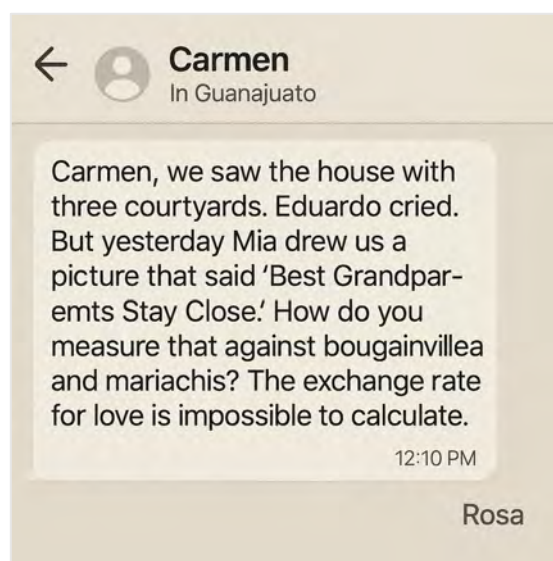 Carmen
In Guanajuato
Carmen, we saw the house with
three courtyards. Eduardo cried.
But yesterday Mia drew us a
picture that said ‘Best Grandpar-
emts Stay Close.’ How do you
measure that against bougainvillea
and mariachis? The exchange rate
for love is impossible to calculate.
12:10 PM
Rosa